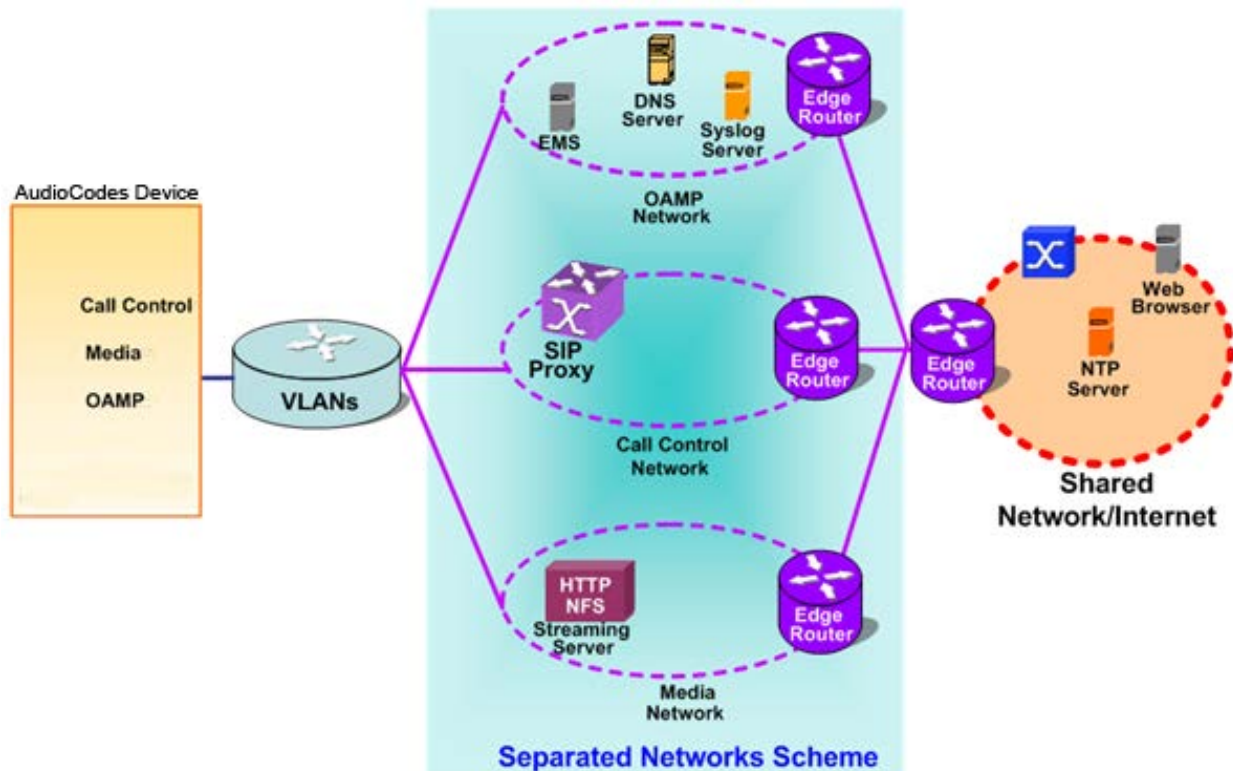 AudioCodes Device
Call Control
Media
OAMP
VLANs
EMS
DNS
Server
Syslog
Server
Edge
Router
OAMP
Network
SIP
Proxy
Edge
Router
Call Control
Network
HTTP
NFS
Streaming
Server
Edge
Router
Media
Network
Separated Networks Scheme
Edge
Router
Web
Browser
NTP
Server
Shared
Network/Internet